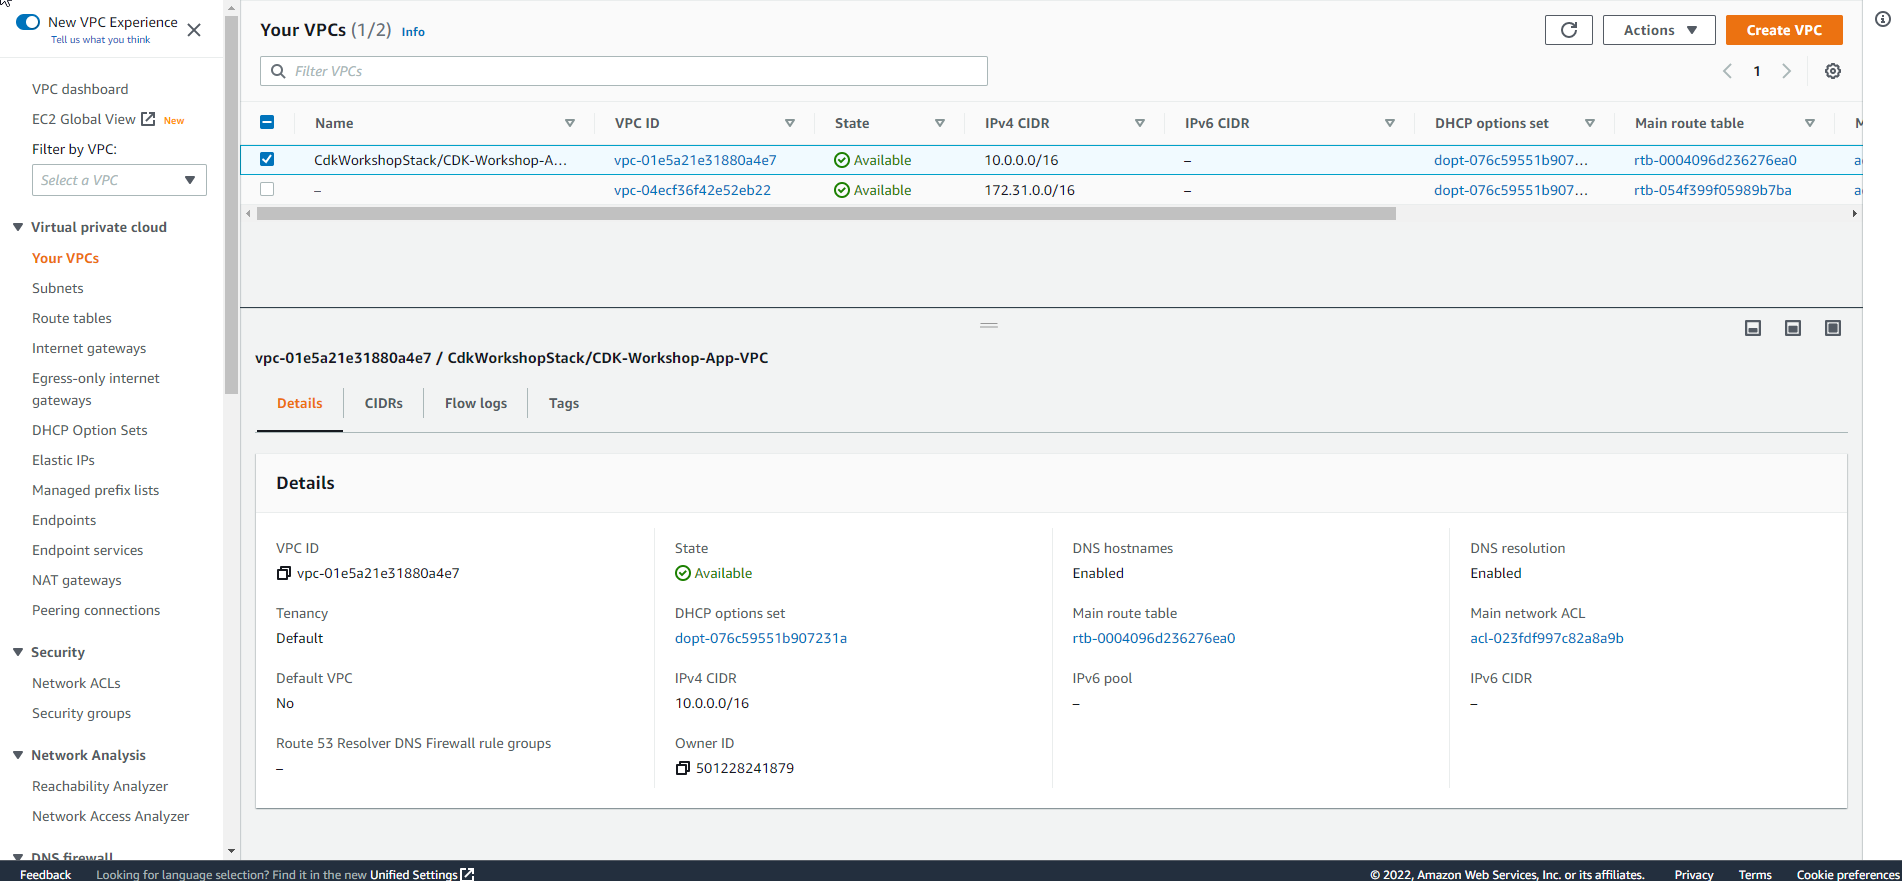 New VPC Experience
Tell us what you think
VPC dashboard
EC2 Global View New
Filter by VPC:
Select a VPC
Virtual private cloud
Your VPCs
Subnets
Route tables
Internet gateways
Egress-only internet
gateways
DHCP Option Sets
Elastic IPs
Managed prefix lists
Endpoints
Endpoint services
NAT gateways
Peering connections
Security
Network ACLs
Security groups
Network Analysis
Reachability Analyzer
Network Access Analyzer
DNS firewall
Your VPCs (1/2) Info
Actions
Create VPC
Filter VPCs
1
Name VPC ID State IPv4 CIDR IPv6 CIDR DHCP options set Main route table M
CdkWorkshopStack/CDK-Workshop-A... vpc-01e5a21e31880a4e7 Available 10.0.0.0/16 – dopt-076c59551b907... rtb-0004096d236276ea0 a
– vpc-04ecf36f42e52eb22 Available 172.31.0.0/16 – dopt-076c59551b907... rtb-054f399f05989b7ba a
vpc-01e5a21e31880a4e7 / CdkWorkshopStack/CDK-Workshop-App-VPC
Details CIDRs Flow logs Tags
Details
VPC ID State DNS hostnames DNS resolution
vpc-01e5a21e31880a4e7 Available Enabled Enabled
Tenancy DHCP options set Main route table Main network ACL
Default dopt-076c59551b907231a rtb-0004096d236276ea0 acl-023fdf997c82a8a9b
Default VPC IPv4 CIDR IPv6 pool IPv6 CIDR
No 10.0.0.0/16 – –
Route 53 Resolver DNS Firewall rule groups Owner ID
– 501228241879
Feedback Looking for language selection? Find it in the new Unified Settings © 2022, Amazon Web Services, Inc. or its affiliates. Privacy Terms Cookie preferences